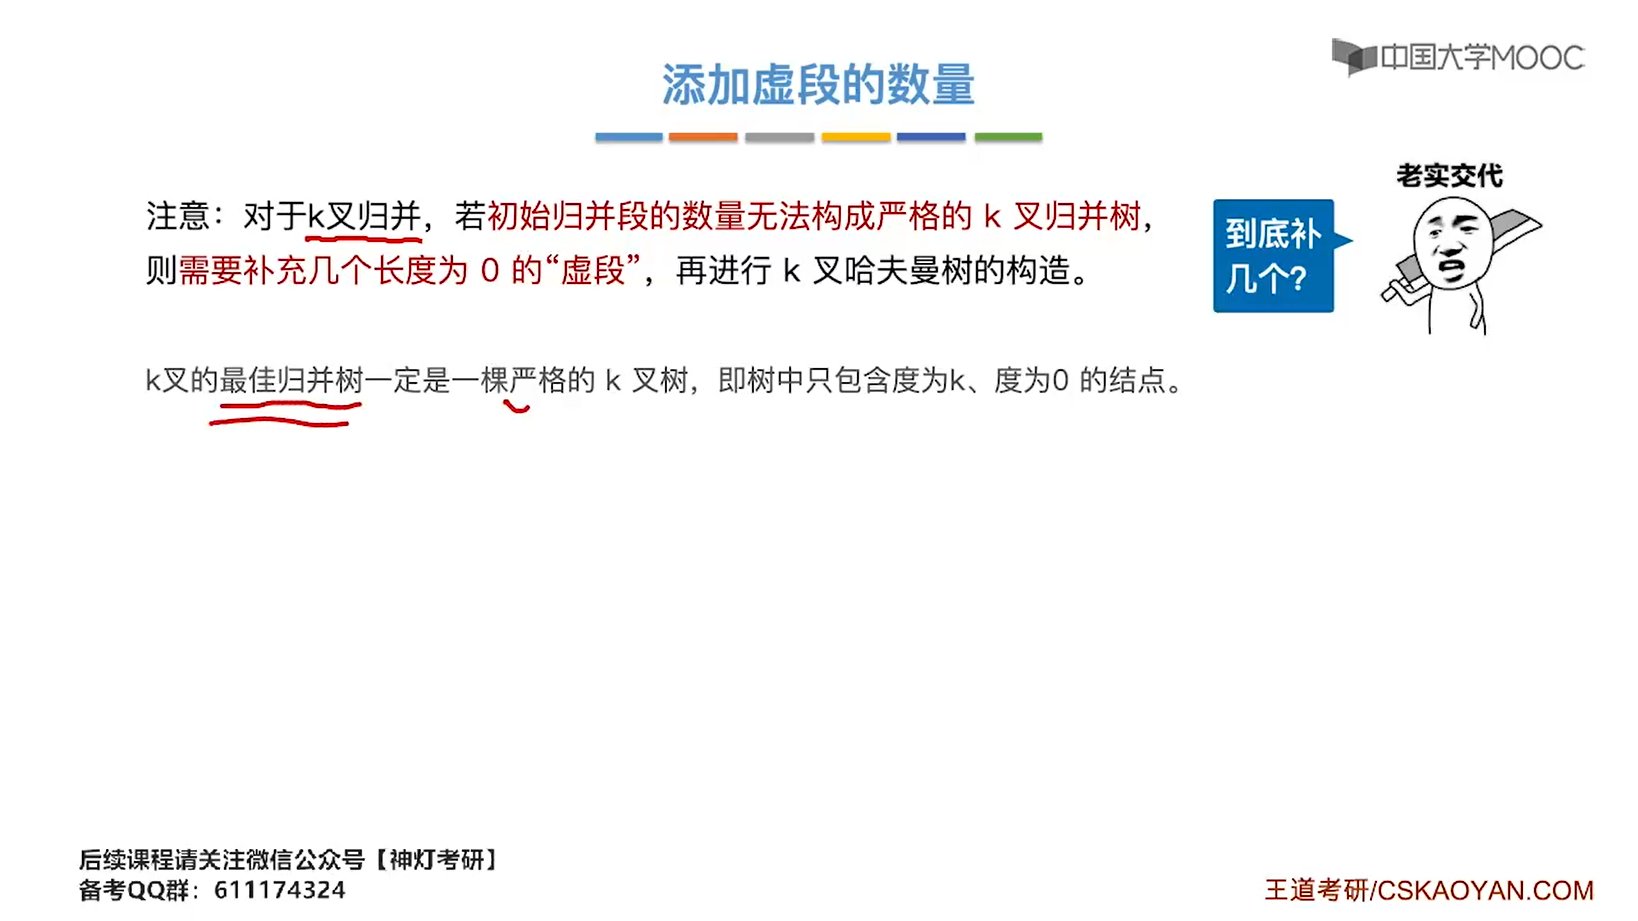 中国大学MOOC
添加虚段的数量
老实交代
到底补
几个?
注意：对于k叉归并，若初始归并段的数量无法构成严格的 k 叉归并树，
则需要补充几个长度为 0 的“虚段”，再进行 k 叉哈夫曼树的构造。
k叉的最佳归并树一定是一棵严格的 k 叉树，即树中只包含度为k、度为0 的结点。
后续课程请关注微信公众号【神灯考研】
备考QQ群：611174324
王道考研/CSKAOYAN.COM